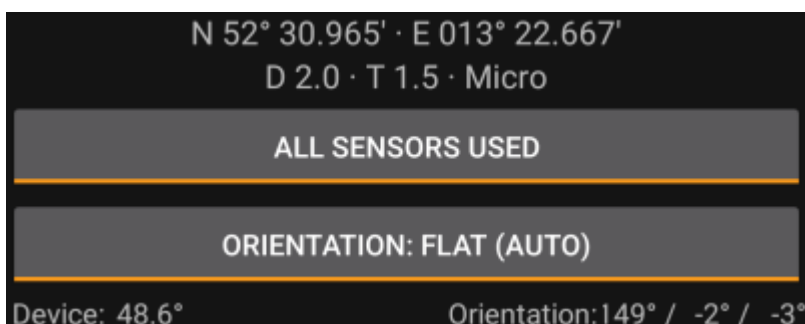 N 52° 30.965' · E 013° 22.667'
D 2.0 · T 1.5 · Micro
ALL SENSORS USED
ORIENTATION: FLAT (AUTO)
Device: 48.6° Orientation:149° / -2° / -3°